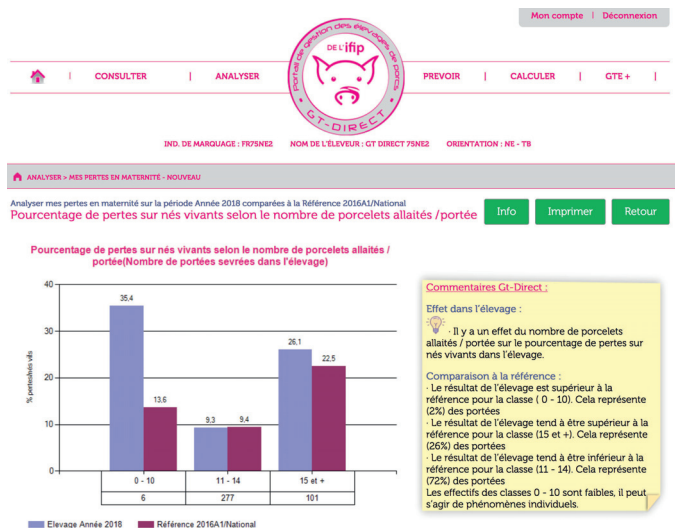 Mon compte | Déconnexion
Portail de gestion des élevages de porcs
DE L'ifip
• GT-DIRECT •
CONSULTER | ANALYSER PREVOIR | CALCULER | GTE + |
IND. DE MARQUAGE : FR75NE2 NOM DE L'ÉLEVEUR : GT DIRECT 75NE2 ORIENTATION : NE - TB
ANALYSER > MES PERTES EN MATERNITÉ - NOUVEAU
Analyser mes pertes en maternité sur la période Année 2018 comparées à la Référence 2016A1/National
Pourcentage de pertes sur nés vivants selon le nombre de porcelets allaités /portée
Info Imprimer Retour
Pourcentage de pertes sur nés vivants selon le nombre de porcelets allaités /
portée(Nombre de portées sevrées dans l'élevage)
% pertes/nés vifs
40
30
20
10
0
35,4
13,6
9,3
9,4
26,1
22,5
0 - 10 11 - 14 15 et +
6 277 101
Elevage Année 2018 Référence 2016A1/National
Commentaires Gt-Direct :
Effet dans l'élevage :
· Il y a un effet du nombre de porcelets
allaités / portée sur le pourcentage de pertes sur
nés vivants dans l'élevage.
Comparaison à la référence :
· Le résultat de l'élevage est supérieur à la
référence pour la classe ( 0 - 10). Cela représente
(2%) des portées
· Le résultat de l'élevage tend à être supérieur à la
référence pour la classe (15 et +). Cela représente
(26%) des portées
· Le résultat de l'élevage tend à être inférieur à la
référence pour la classe (11 - 14). Cela représente
(72%) des portées
Les effectifs des classes 0 - 10 sont faibles, il peut
s'agir de phénomènes individuels.